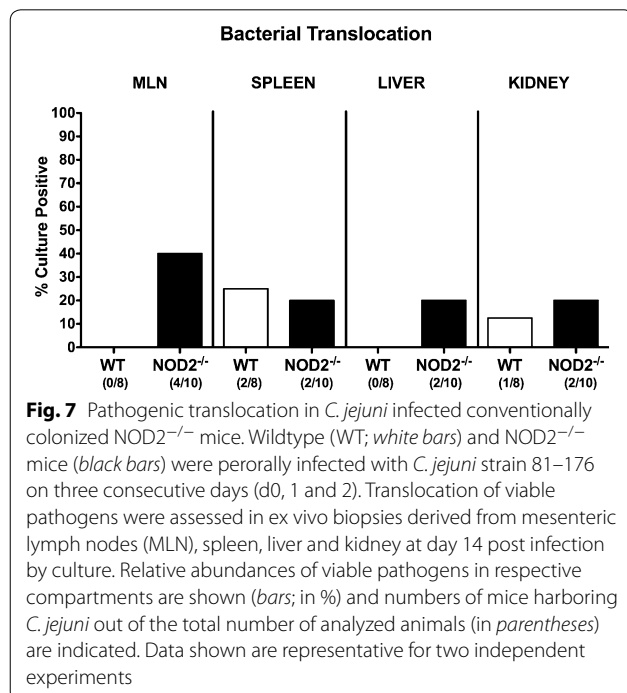 Bacterial Translocation
MLN SPLEEN LIVER KIDNEY
% Culture Positive
100
90
80
70
60
50
40
30
20
10
0
WT NOD2-/- WT NOD2-/- WT NOD2-/- WT NOD2-/-
(0/8) (4/10) (2/8) (2/10) (0/8) (2/10) (1/8) (2/10)
Fig. 7 Pathogenic translocation in C. jejuni infected conventionally
colonized NOD2−/− mice. Wildtype (WT; white bars) and NOD2−/−
mice (black bars) were perorally infected with C. jejuni strain 81–176
on three consecutive days (d0, 1 and 2). Translocation of viable
pathogens were assessed in ex vivo biopsies derived from mesenteric
lymph nodes (MLN), spleen, liver and kidney at day 14 post infection
by culture. Relative abundances of viable pathogens in respective
compartments are shown (bars; in %) and numbers of mice harboring
C. jejuni out of the total number of analyzed animals (in parentheses)
are indicated. Data shown are representative for two independent
experiments